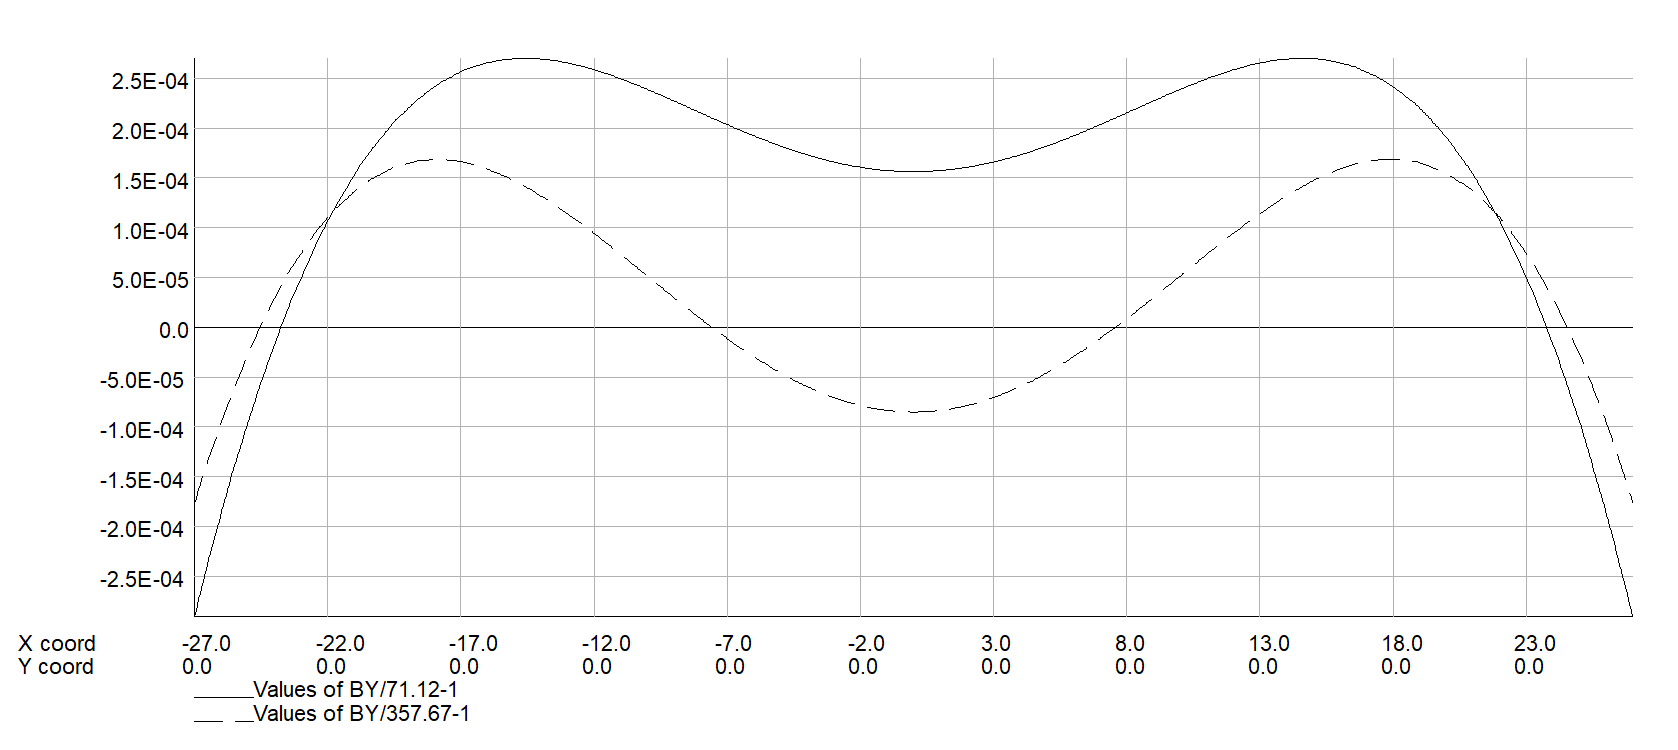 2.5E-04
2.0E-04
1.5E-04
1.0E-04
5.0E-05
0.0
-5.0E-05
-1.0E-04
-1.5E-04
-2.0E-04
-2.5E-04
X coord -27.0 -22.0 -17.0 -12.0 -7.0 -2.0 3.0 8.0 13.0 18.0 23.0
Y coord 0.0 0.0 0.0 0.0 0.0 0.0 0.0 0.0 0.0 0.0 0.0
Values of BY/71.12-1
Values of BY/357.67-1